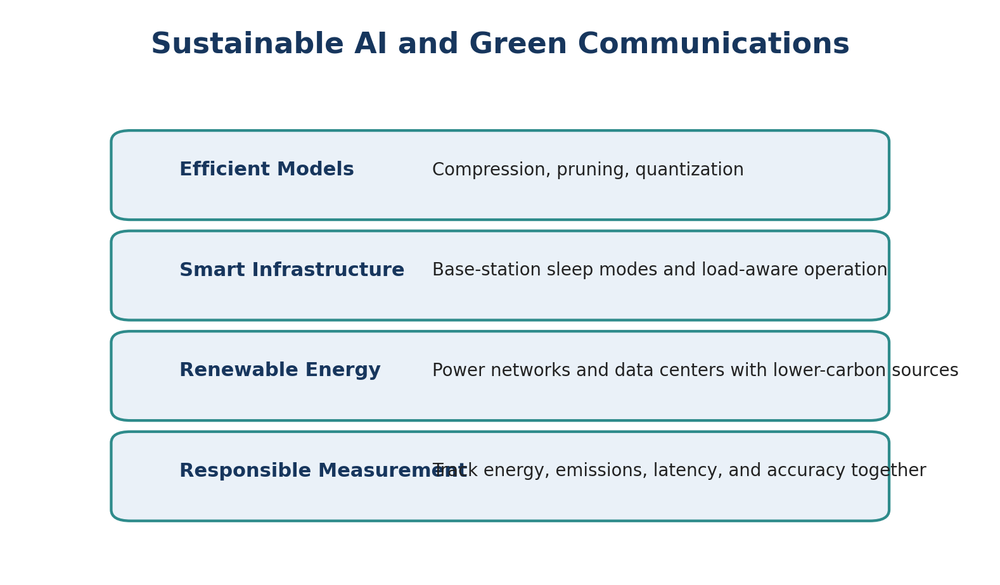 Sustainable AI and Green Communications
Efficient Models Compression, pruning, quantization
Smart Infrastructure Base-station sleep modes and load-aware operation
Renewable Energy Power networks and data centers with lower-carbon sources
Responsible Measurement Track energy, emissions, latency, and accuracy together